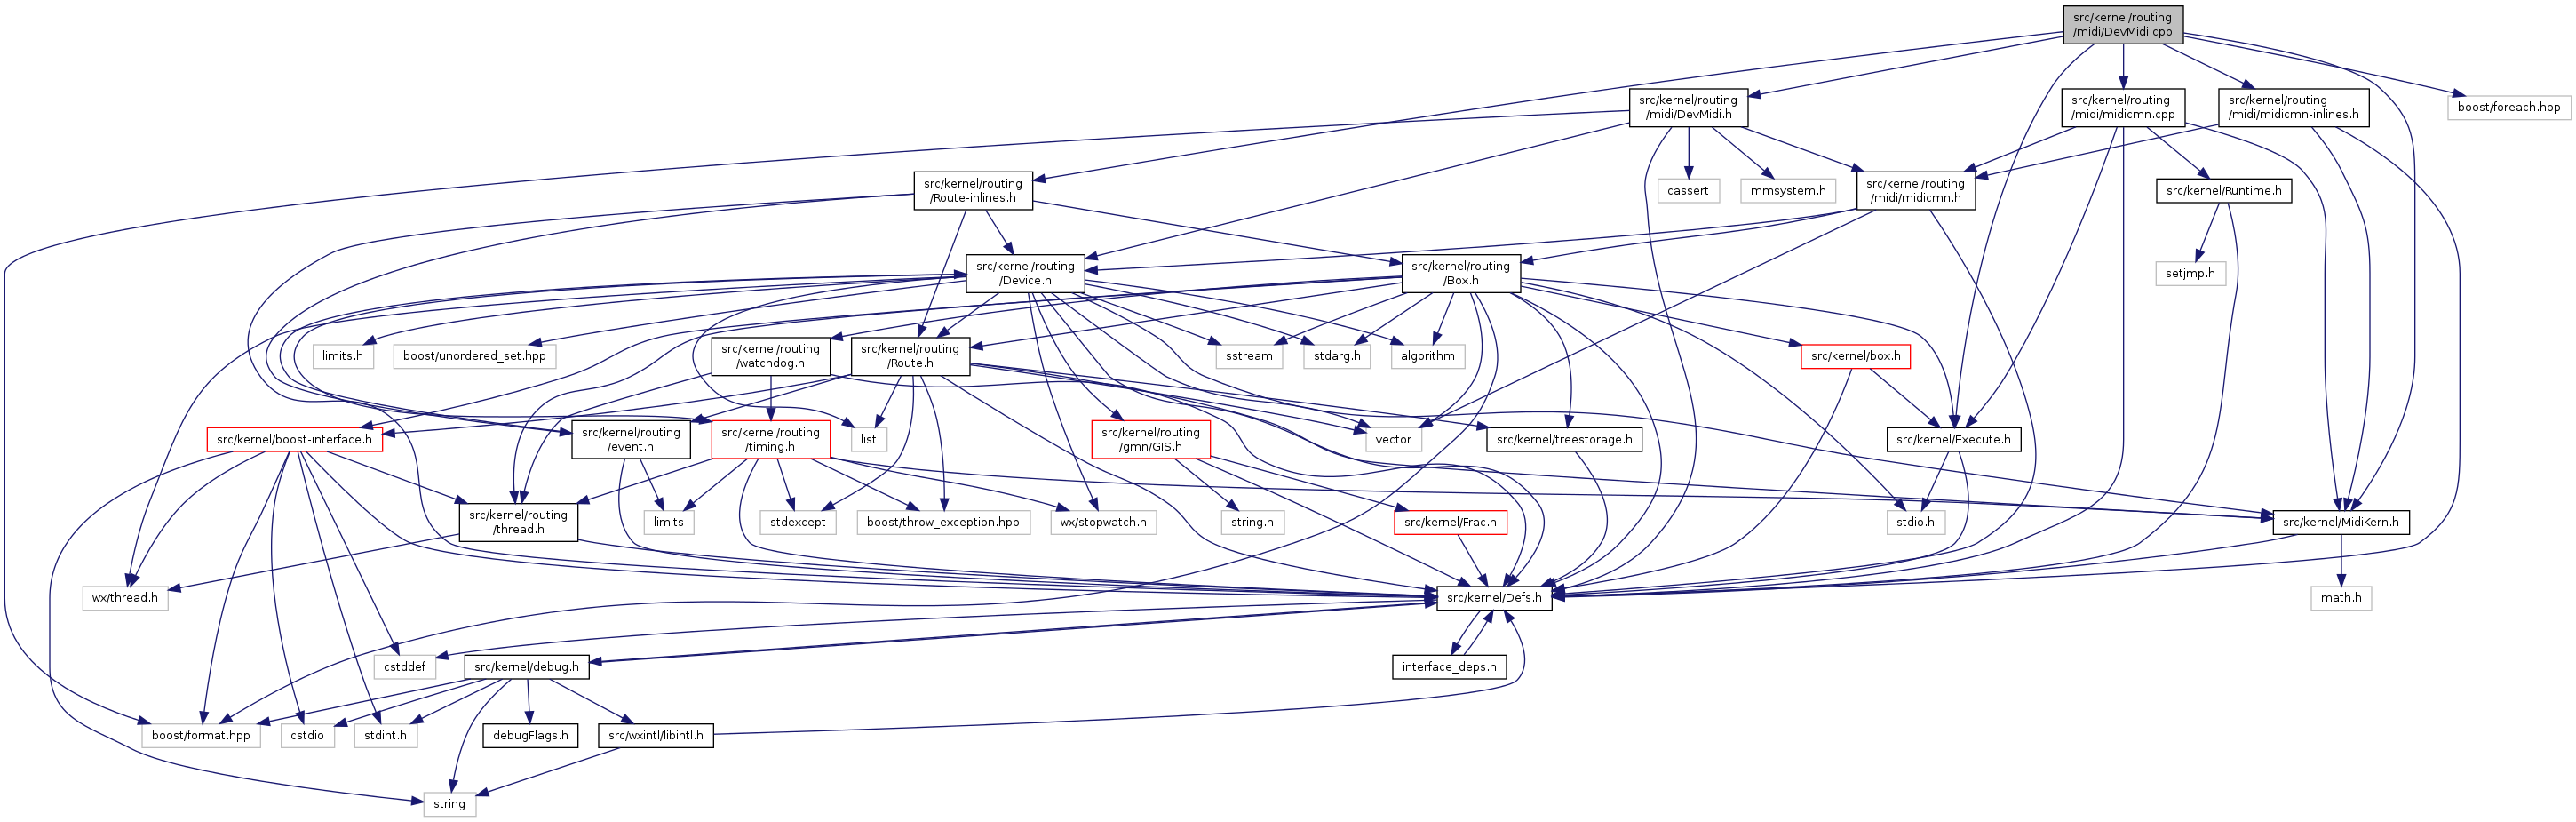 src/kernel/routing
/midi/DevMidi.cpp
src/kernel/routing
/midi/DevMidi.h
src/kernel/routing
/midi/midicmn.cpp
src/kernel/routing
/midi/midicmn-inlines.h
boost/foreach.hpp
src/kernel/routing
/Route-inlines.h
cassert
mmsystem.h
src/kernel/routing
/midi/midicmn.h
src/kernel/Runtime.h
src/kernel/routing
/Device.h
src/kernel/routing
/Box.h
setjmp.h
limits.h
boost/unordered_set.hpp
src/kernel/routing
/watchdog.h
src/kernel/routing
/Route.h
sstream
stdarg.h
algorithm
src/kernel/box.h
src/kernel/boost-interface.h
src/kernel/routing
/event.h
src/kernel/routing
/timing.h
list
src/kernel/routing
/gmn/GIS.h
vector
src/kernel/treestorage.h
src/kernel/Execute.h
src/kernel/routing
/thread.h
limits
stdexcept
boost/throw_exception.hpp
wx/stopwatch.h
string.h
src/kernel/Frac.h
stdio.h
src/kernel/MidiKern.h
wx/thread.h
src/kernel/Defs.h
math.h
cstddef
src/kernel/debug.h
interface_deps.h
boost/format.hpp
cstdio
stdint.h
debugFlags.h
src/wxintl/libintl.h
string